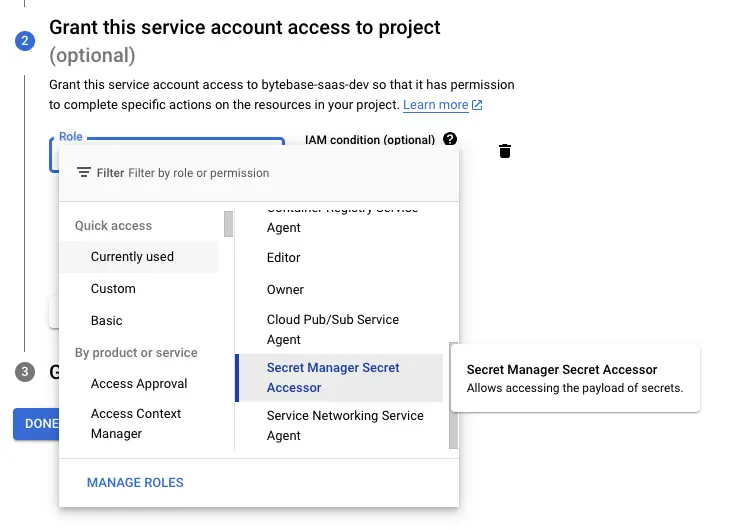 2
Grant this service account access to project
(optional)
Grant this service account access to bytebase-saas-dev so that it has permission
to complete specific actions on the resources in your project. Learn more
Role
IAM condition (optional)
Filter Filter by role or permission
Quick access
Currently used
Custom
Basic
By product or service
Access Approval
Access Context
Manager
Container Registry Service
Agent
Editor
Owner
Cloud Pub/Sub Service
Agent
Secret Manager Secret
Accessor
Service Networking Service
Agent
MANAGE ROLES
Secret Manager Secret Accessor
Allows accessing the payload of secrets.
3
G
DONE